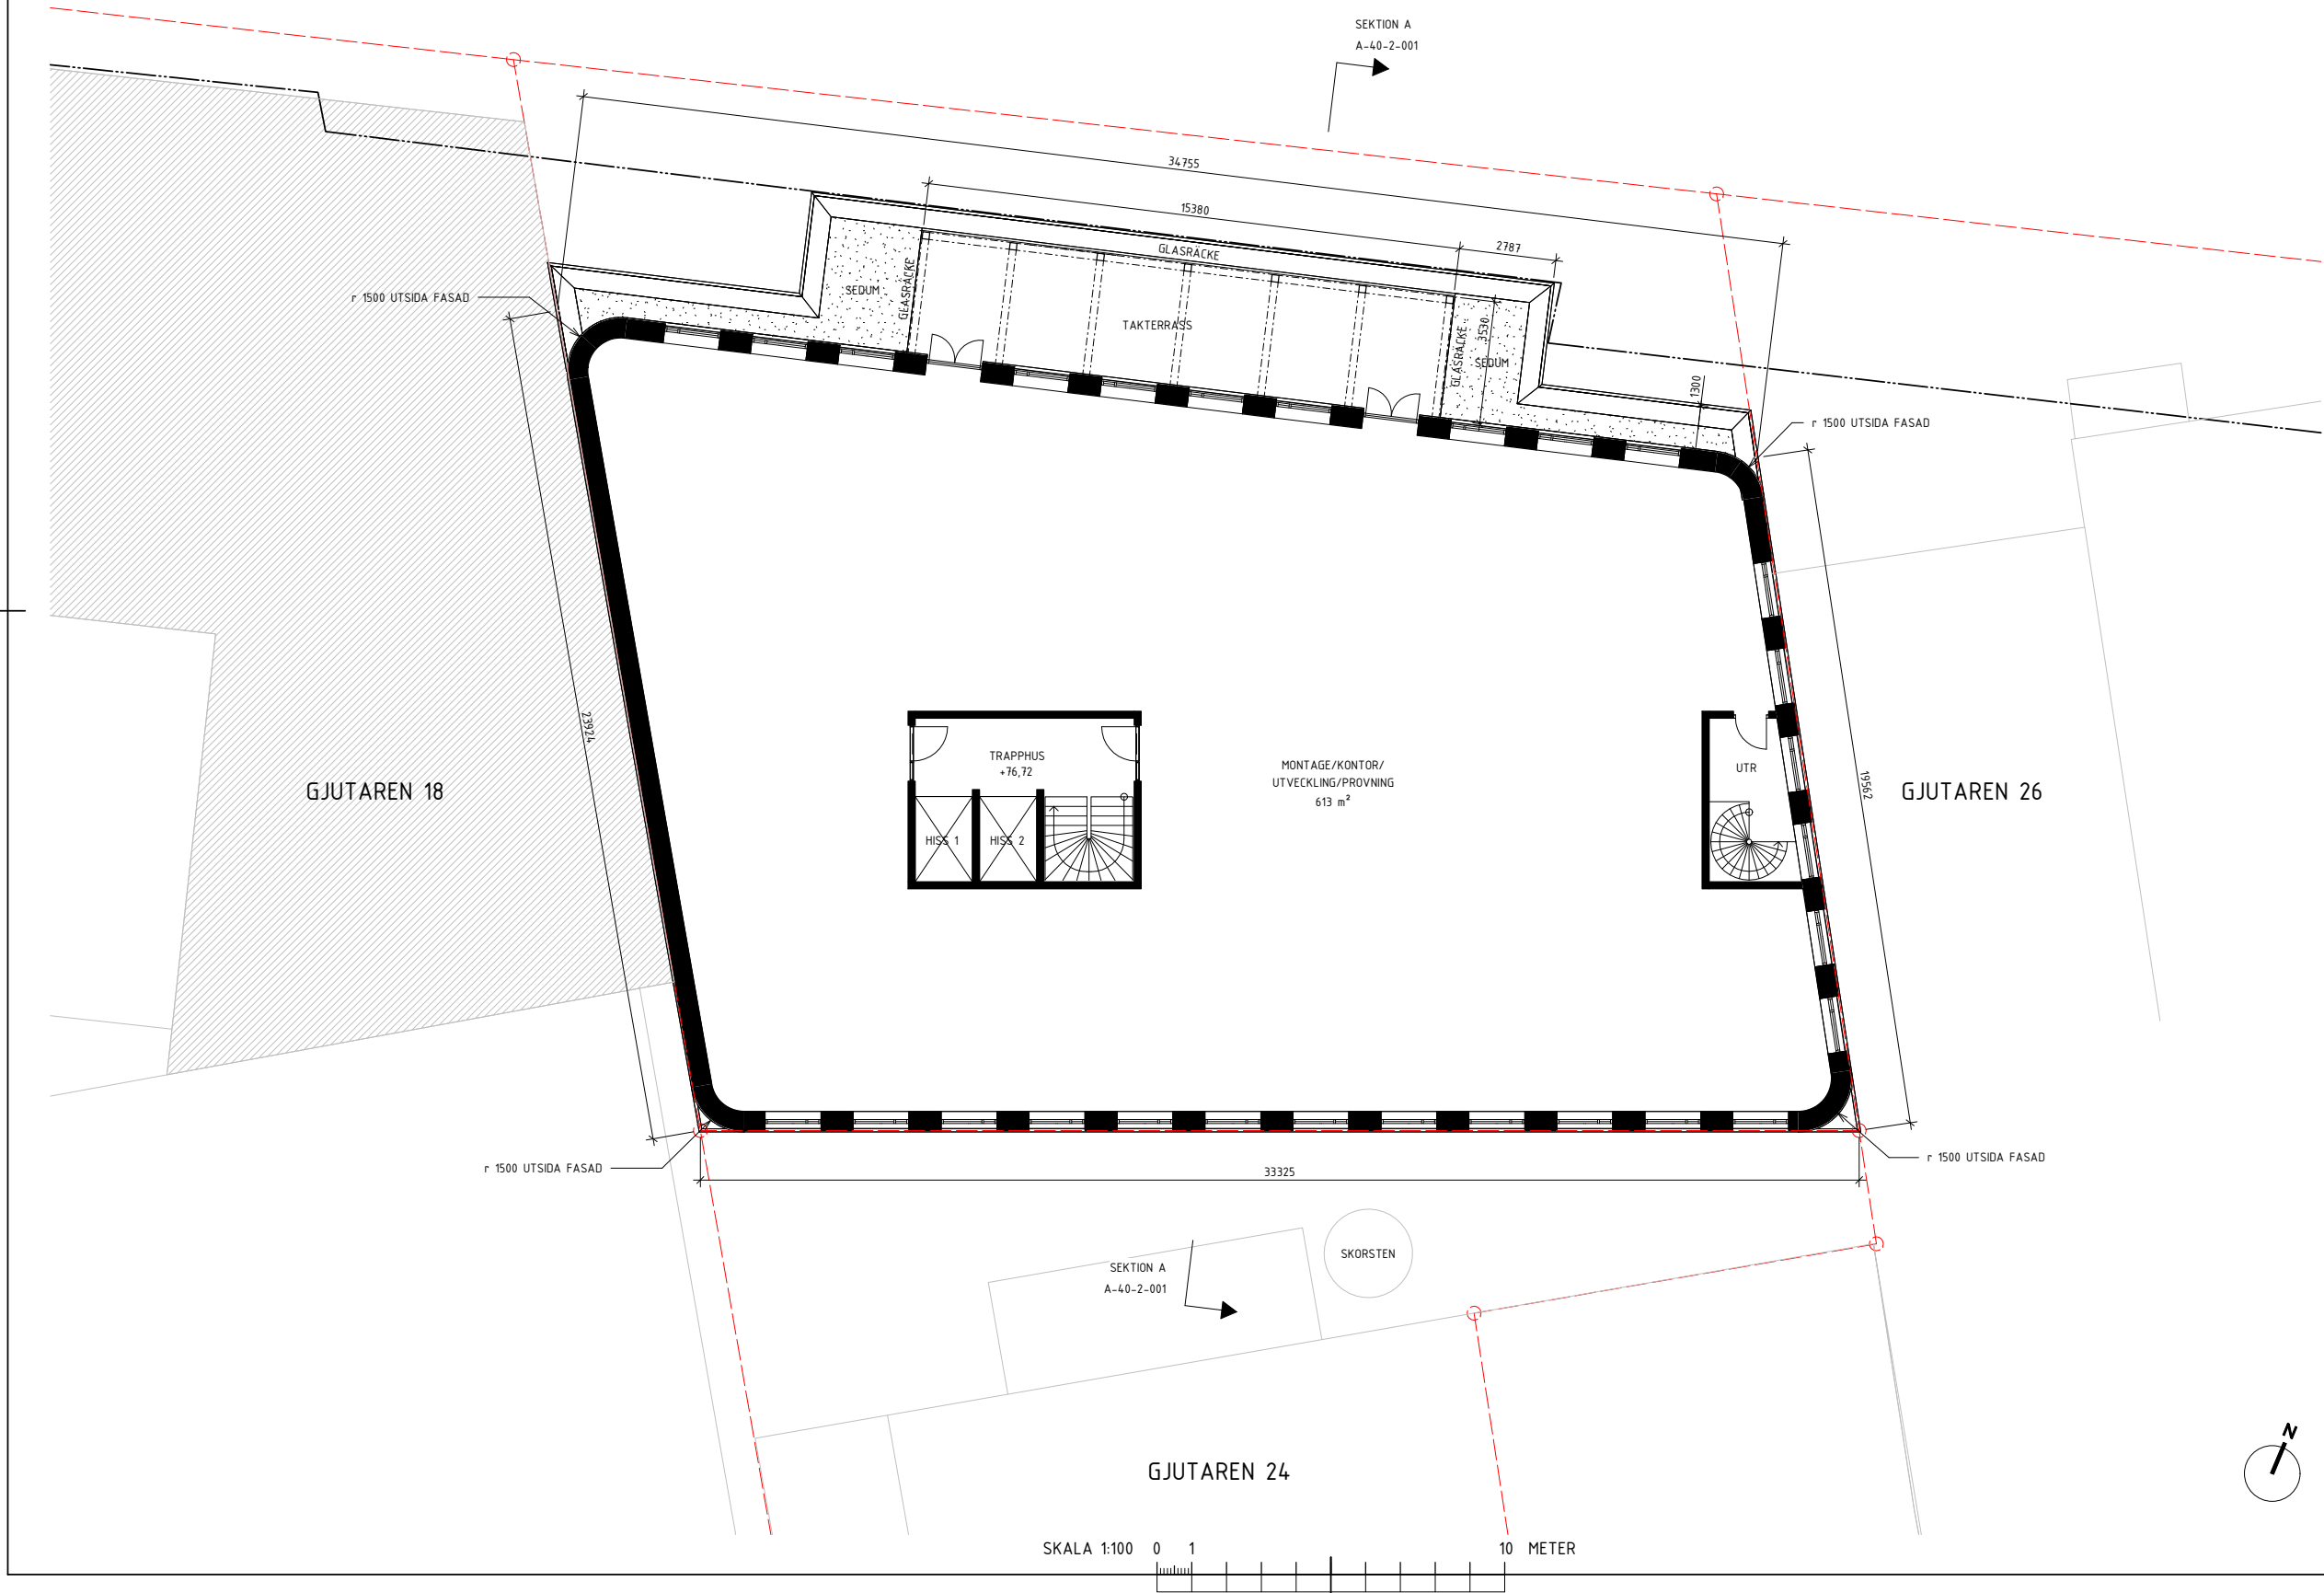 SEKTION A
A-40-2-001
34755
15380
2787
GLASRÄCKE
GLASRÄCKE
SEDUM
TAKTERRASS
GLASRÄCKE
3530
SEDUM
1300
r 1500 UTSIDA FASAD
r 1500 UTSIDA FASAD
23924
TRAPPHUS
+76,72
HISS 1
HISS 2
MONTAGE/KONTOR/
UTVECKLING/PROVNING
613 m²
UTR
19562
GJUTAREN 18
GJUTAREN 26
r 1500 UTSIDA FASAD
r 1500 UTSIDA FASAD
33325
SKORSTEN
SEKTION A
A-40-2-001
GJUTAREN 24
N
SKALA 1:100 0 1 10 METER